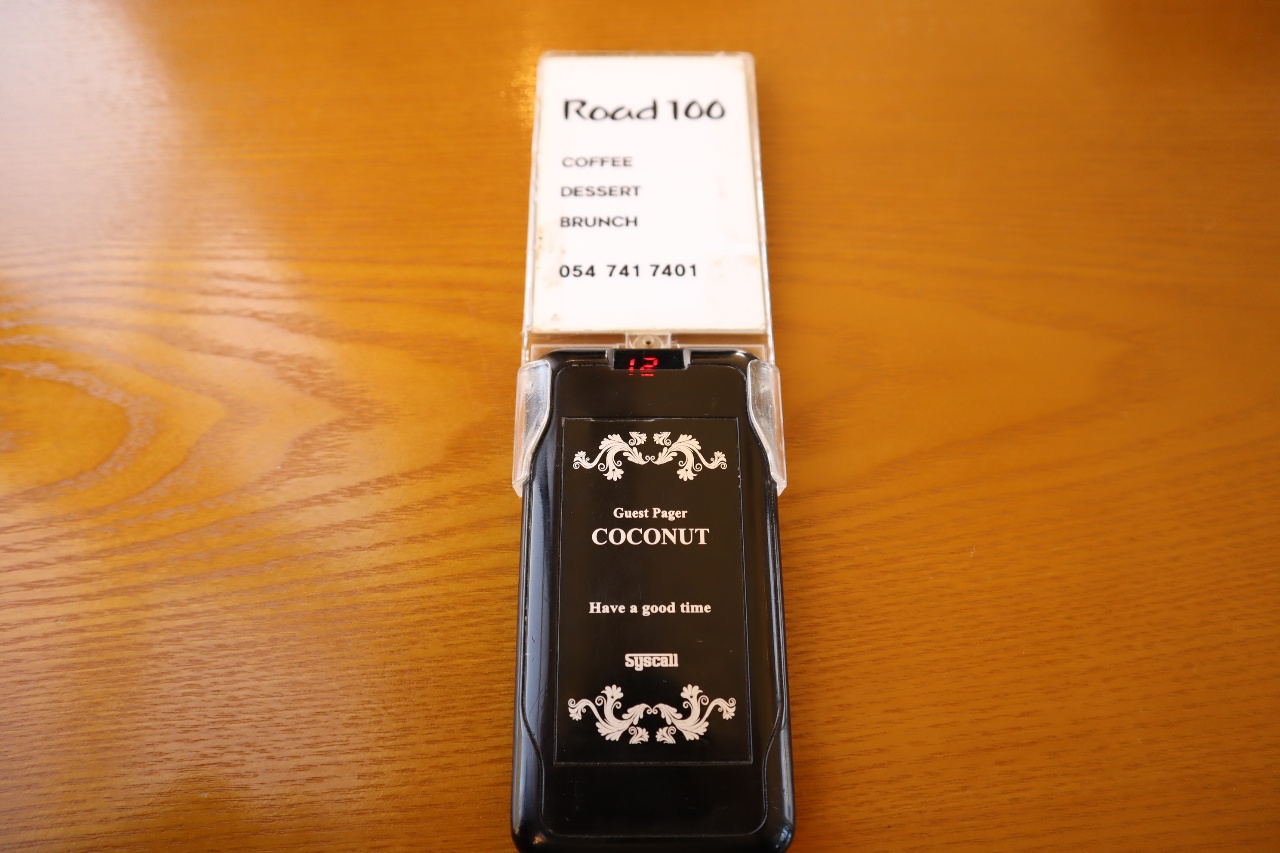 Road 100
COFFEE
DESSERT
BRUNCH
054 741 7401
12
Guest Pager
COCONUT
Have a good time
Syscall